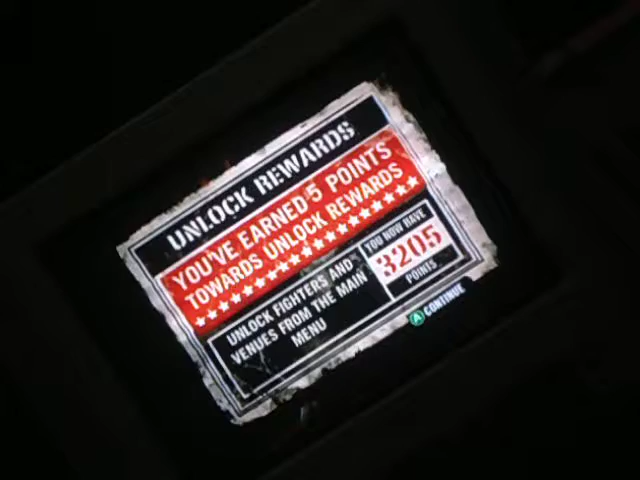 UNLOCK REWARDS
YOU'VE EARNED 5 POINTS
TOWARDS UNLOCK REWARDS
UNLOCK FIGHTERS AND
VENUES FROM THE MAIN
MENU
YOU NOW HAVE
3205
POINTS
A CONTINUE